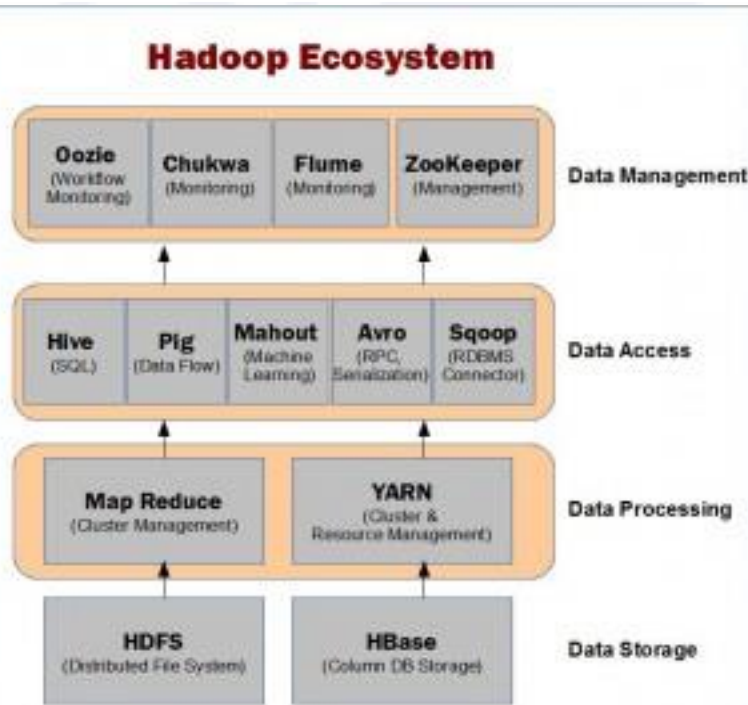 Hadoop Ecosystem
Oozie
(Workflow
Monitoring)
Chukwa
(Monitoring)
Flume
(Monitoring)
ZooKeeper
(Management)
Data Management
Hive
(SQL)
Pig
(Data Flow)
Mahout
(Machine
Learning)
Avro
(RPC,
Serialization)
Sqoop
(RDBMS
Connector)
Data Access
Map Reduce
(Cluster Management)
YARN
(Cluster &
Resource Management)
Data Processing
HDFS
(Distributed File System)
HBase
(Column DB Storage)
Data Storage